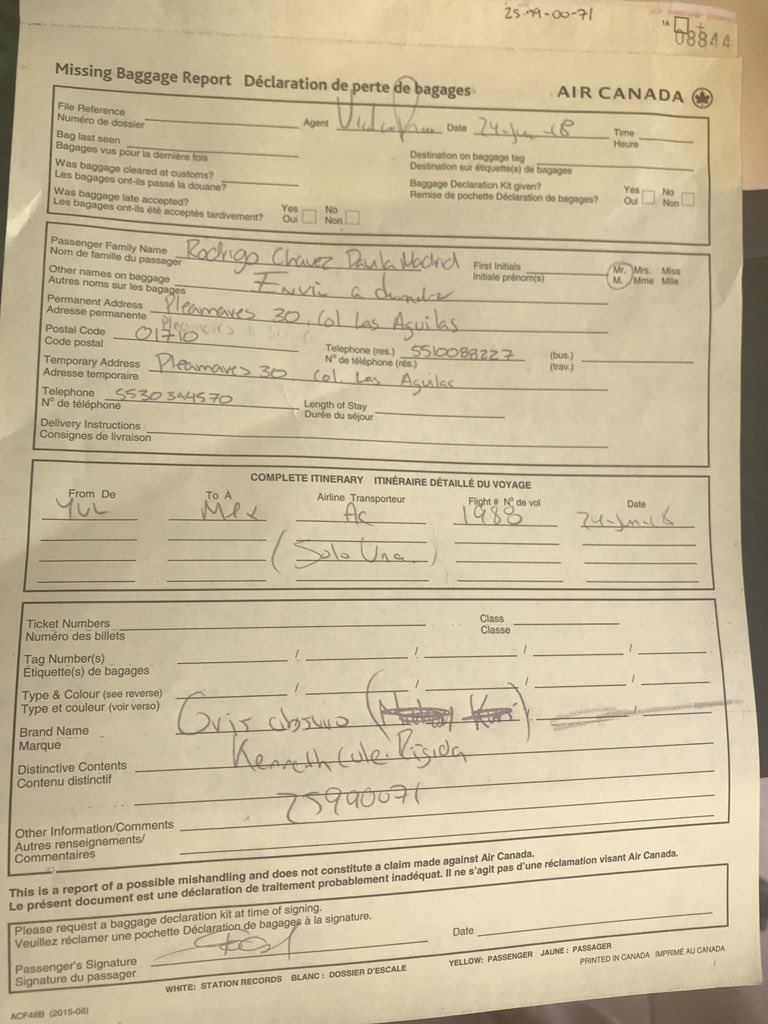 25-99-00-71
08844
Missing Baggage Report Déclaration de perte de bagages AIR CANADA
File Reference
Numéro de dossier
Agent Date 24-Jun-18 Time
Heure
Bag last seen
Bagages vus pour la dernière fois
Destination on baggage tag
Destination sur étiquette(s) de bagages
Was baggage cleared at customs?
Les bagages ont-ils passé la douane?
Baggage Declaration Kit given?
Remise de pochette Déclaration de bagages?
Yes No
Oui Non
Was baggage late accepted?
Les bagages ont-ils été acceptés tardivement?
Yes No
Oui Non
Passenger Family Name Rodrigo Chavez Paula Madrid
Nom de famille du passager
First Initials
Initiale prénom(s)
Mr. Mrs. Miss
M. Mme Mlle
Other names on baggage Envio a
Autres noms sur les bagages
Permanent Address Pleamares 30, Col Las Aguilas
Adresse permanente
Postal Code 01710
Code postal
Telephone (res.) 5510088227 (bus.)
N° de téléphone (rés.) (trav.)
Temporary Address Pleamares 30 Col. Las Aguilas
Adresse temporaire
Telephone 5530394570
N° de téléphone
Length of Stay
Durée du séjour
Delivery Instructions
Consignes de livraison
COMPLETE ITINERARY ITINÉRAIRE DÉTAILLÉ DU VOYAGE
From De To À Airline Transporteur Flight # N° de vol Date
YUL Mex AC 1988 24-Jun-18
(Solo Una)
Ticket Numbers
Numéro des billets
Class
Classe
Tag Number(s)
Étiquette(s) de bagages
Type & Colour (see reverse)
Type et couleur (voir verso)
Gris obscuro
Brand Name
Marque
Kenneth Cole. Rigida
Distinctive Contents
Contenu distinctif
25990071
Other Information/Comments
Autres renseignements/
Commentaires
This is a report of a possible mishandling and does not constitute a claim made against Air Canada.
Le présent document est une déclaration de traitement probablement inadéquat. Il ne s'agit pas d'une réclamation visant Air Canada.
Please request a baggage declaration kit at time of signing.
Veuillez réclamer une pochette Déclaration de bagages à la signature.
Passenger's Signature
Signature du passager
Date
WHITE: STATION RECORDS BLANC: DOSSIER D'ESCALE YELLOW: PASSENGER JAUNE: PASSAGER
PRINTED IN CANADA IMPRIMÉ AU CANADA
ACF48B (2015-08)